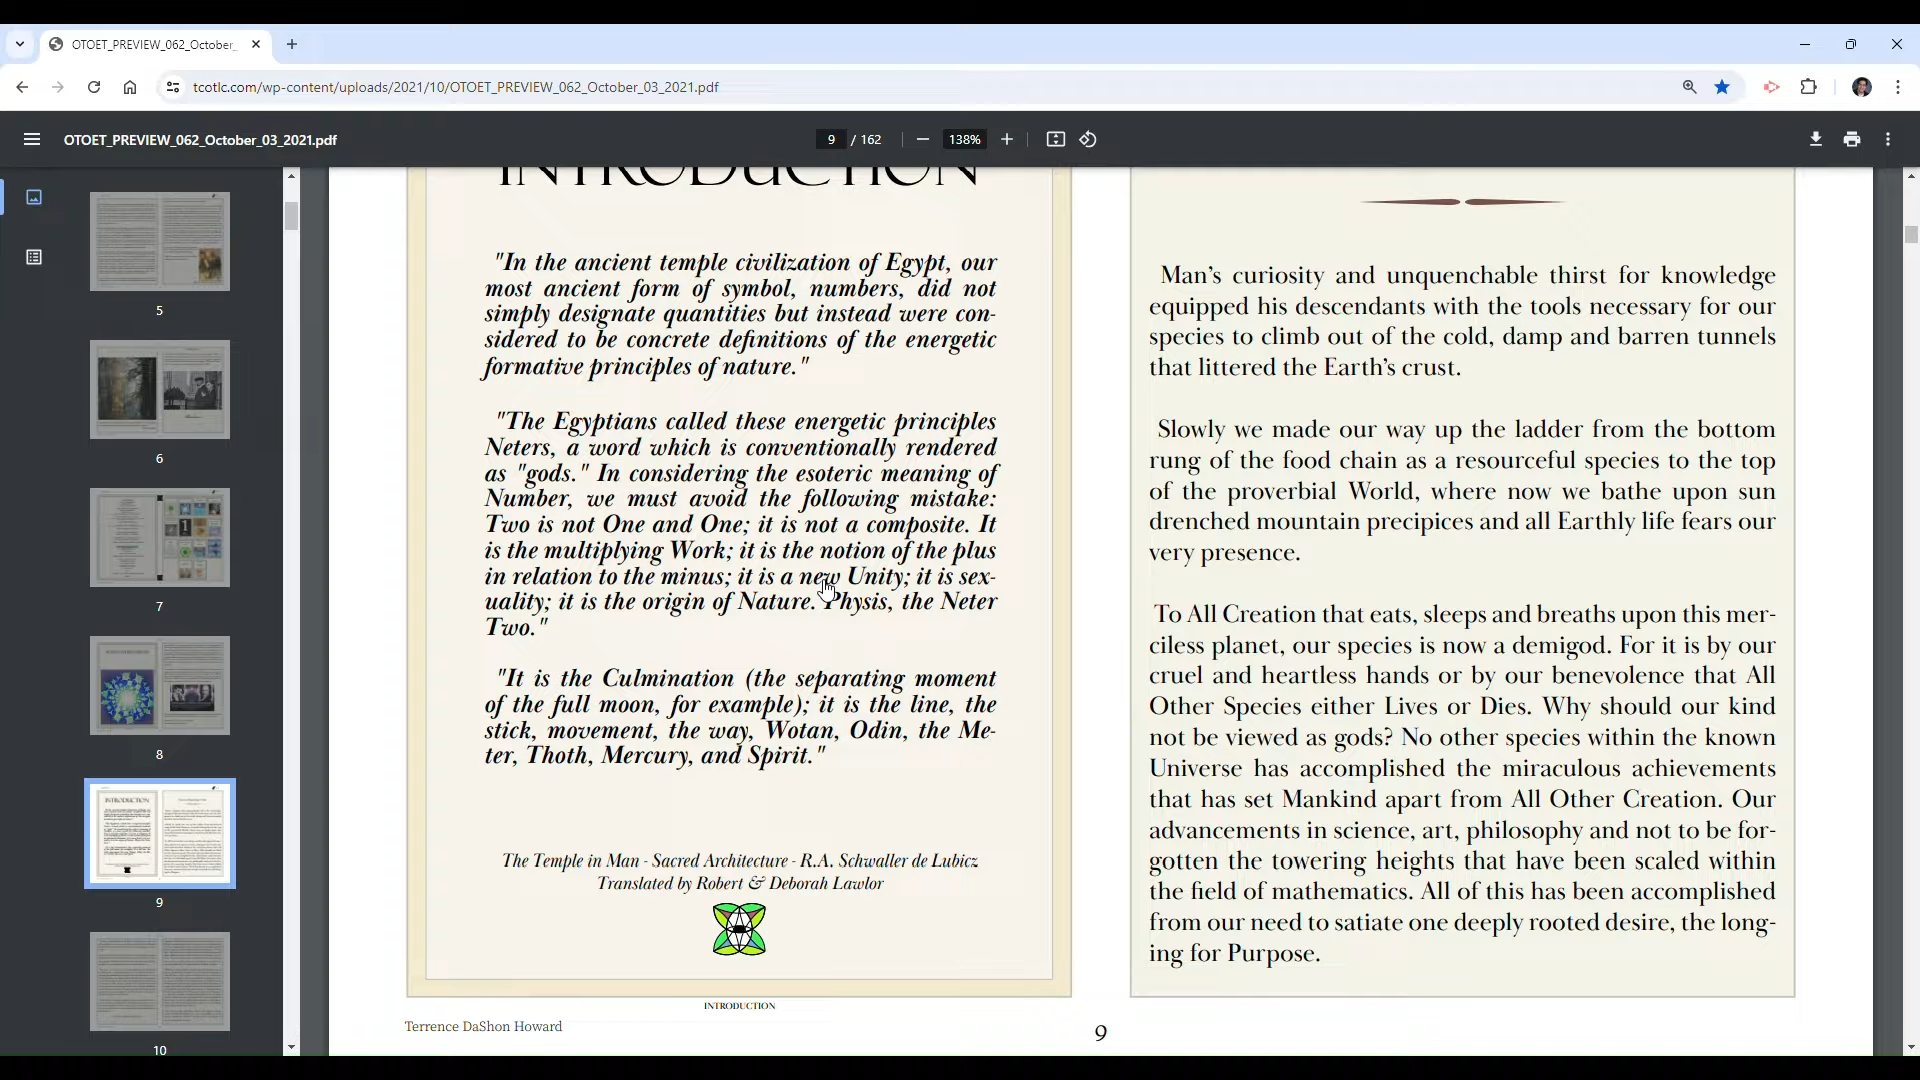 OTOET_PREVIEW_062_October_
tcotlc.com/wp-content/uploads/2021/10/OTOET_PREVIEW_062_October_03_2021.pdf
OTOET_PREVIEW_062_October_03_2021.pdf
9 / 162
138%
5
6
7
8
INTRODUCTION
9
10
INTRODUCTION
"In the ancient temple civilization of Egypt, our
most ancient form of symbol, numbers, did not
simply designate quantities but instead were con-
sidered to be concrete definitions of the energetic
formative principles of nature."
"The Egyptians called these energetic principles
Neters, a word which is conventionally rendered
as "gods." In considering the esoteric meaning of
Number, we must avoid the following mistake:
Two is not One and One; it is not a composite. It
is the multiplying Work; it is the notion of the plus
in relation to the minus; it is a new Unity; it is sex-
uality; it is the origin of Nature. Physis, the Neter
Two."
"It is the Culmination (the separating moment
of the full moon, for example); it is the line, the
stick, movement, the way, Wotan, Odin, the Me-
ter, Thoth, Mercury, and Spirit."
The Temple in Man - Sacred Architecture - R.A. Schwaller de Lubicz
Translated by Robert & Deborah Lawlor
INTRODUCTION
Terrence DaShon Howard
Man's curiosity and unquenchable thirst for knowledge
equipped his descendants with the tools necessary for our
species to climb out of the cold, damp and barren tunnels
that littered the Earth's crust.
Slowly we made our way up the ladder from the bottom
rung of the food chain as a resourceful species to the top
of the proverbial World, where now we bathe upon sun
drenched mountain precipices and all Earthly life fears our
very presence.
To All Creation that eats, sleeps and breaths upon this mer-
ciless planet, our species is now a demigod. For it is by our
cruel and heartless hands or by our benevolence that All
Other Species either Lives or Dies. Why should our kind
not be viewed as gods? No other species within the known
Universe has accomplished the miraculous achievements
that has set Mankind apart from All Other Creation. Our
advancements in science, art, philosophy and not to be for-
gotten the towering heights that have been scaled within
the field of mathematics. All of this has been accomplished
from our need to satiate one deeply rooted desire, the long-
ing for Purpose.
9